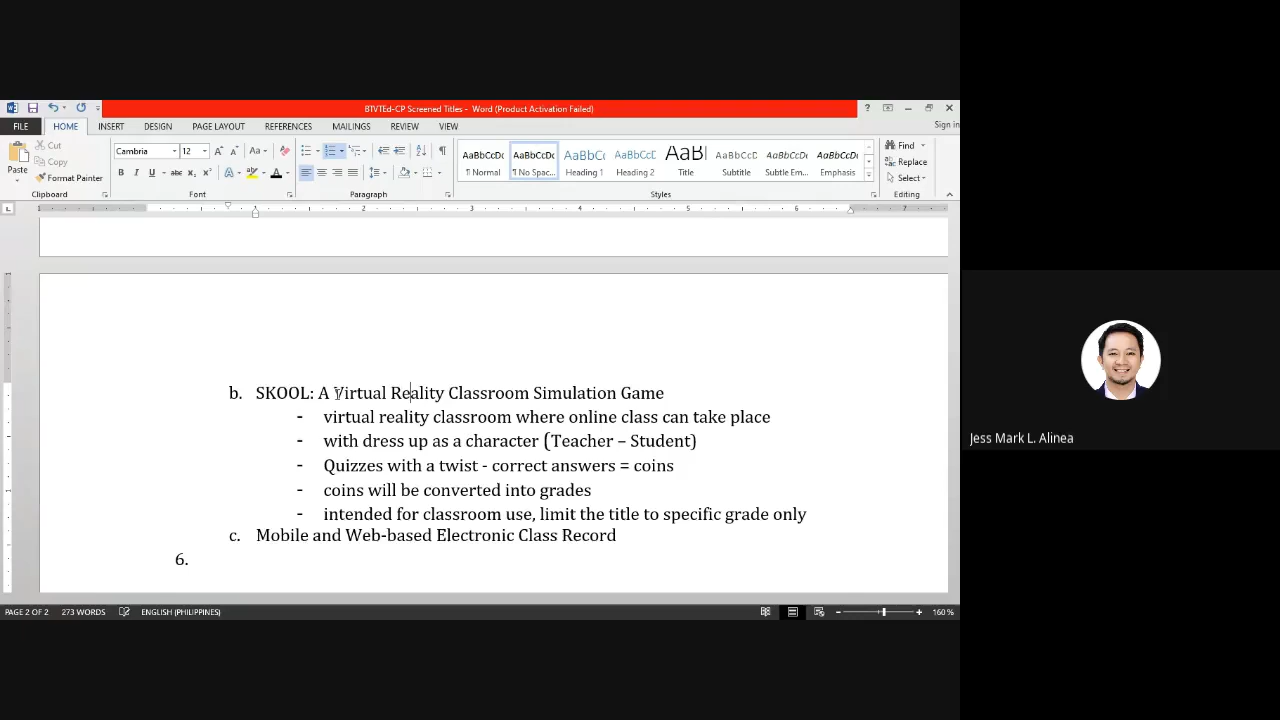 BTVTEd-CP Screened Titles - Word (Product Activation Failed)
FILE HOME INSERT DESIGN PAGE LAYOUT REFERENCES MAILINGS REVIEW VIEW Sign in
Paste
Cut
Copy
Format Painter
Clipboard
Cambria 12
Font
Paragraph
AaBbCcDc AaBbCcDc AaBbCc AaBbCcD AaBl AaBbCcD AaBbCcDc AaBbCcDc
¶ Normal ¶ No Spac... Heading 1 Heading 2 Title Subtitle Subtle Em... Emphasis
Styles
Find
Replace
Select
Editing
b. SKOOL: A Virtual Reality Classroom Simulation Game
- virtual reality classroom where online class can take place
- with dress up as a character (Teacher – Student)
- Quizzes with a twist - correct answers = coins
- coins will be converted into grades
- intended for classroom use, limit the title to specific grade only
c. Mobile and Web-based Electronic Class Record
6.
PAGE 2 OF 2 273 WORDS ENGLISH (PHILIPPINES) 160 %
Jess Mark L. Alinea